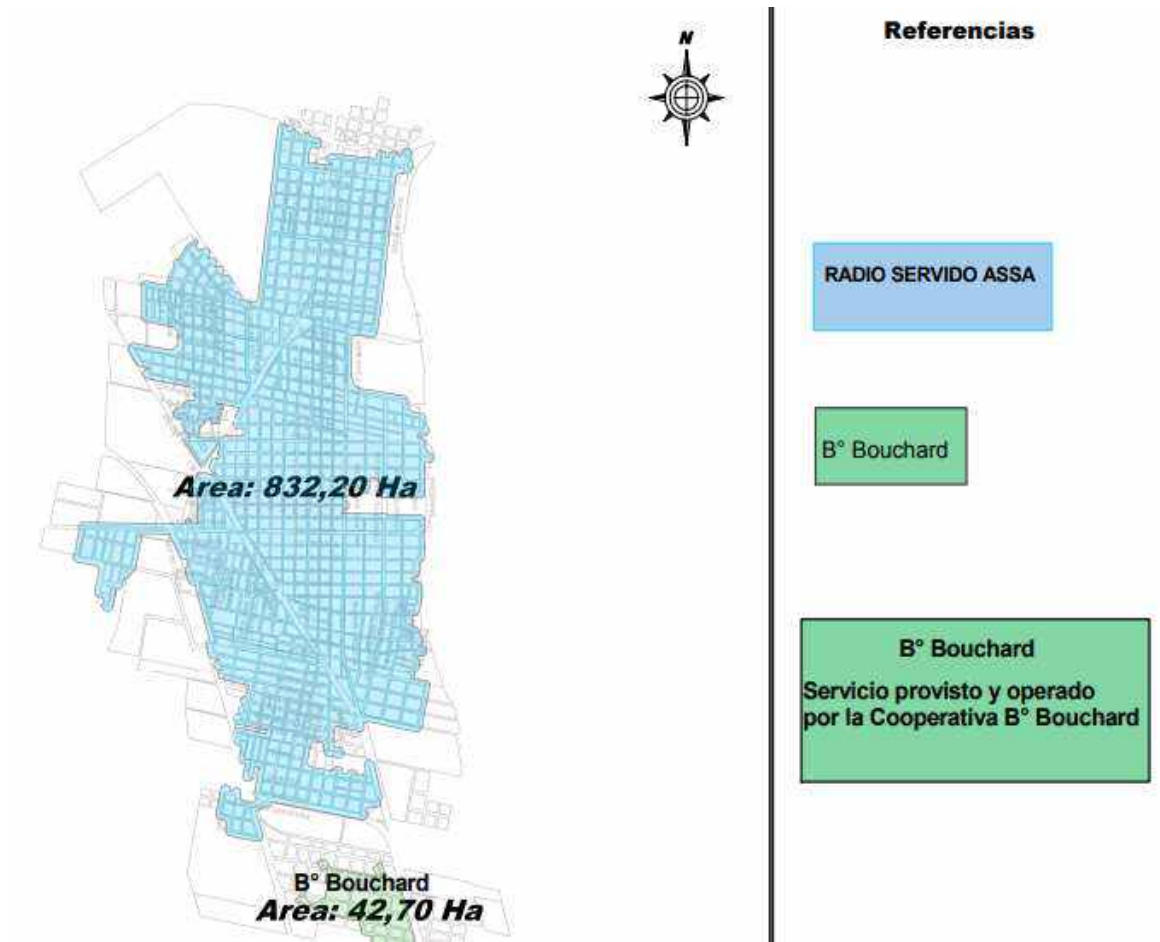 N
Area: 832,20 Ha
B° Bouchard
Area: 42,70 Ha
Referencias
RADIO SERVIDO ASSA
B° Bouchard
B° Bouchard
Servicio provisto y operado
por la Cooperativa B° Bouchard